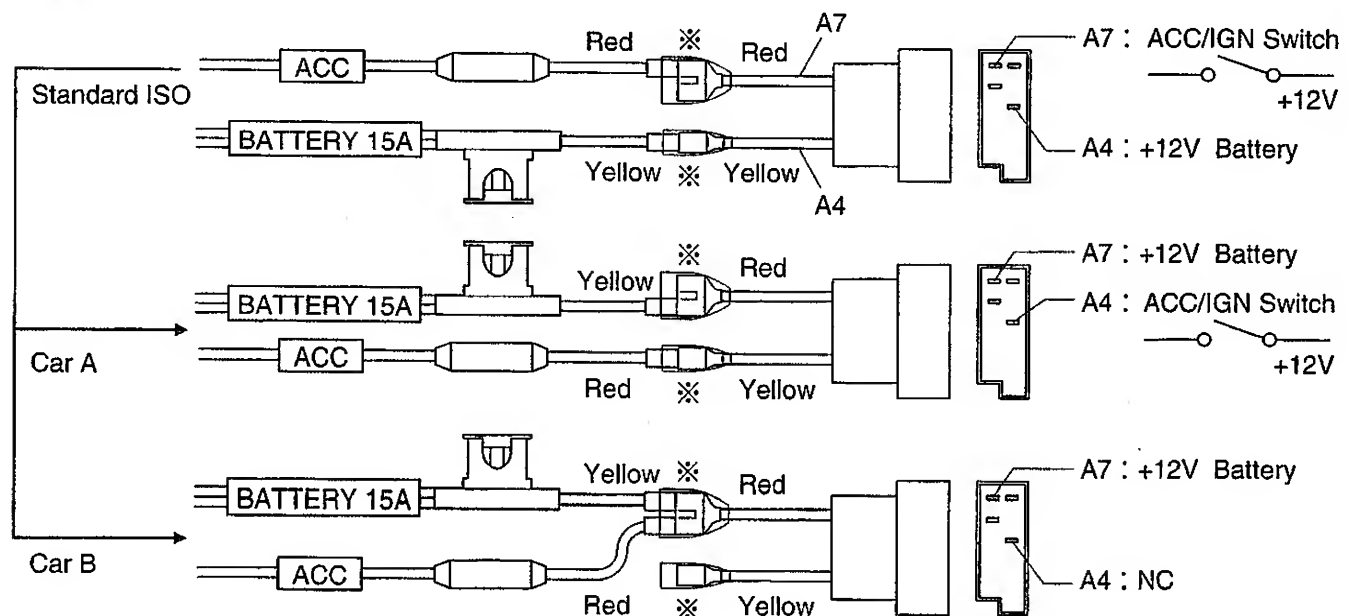 Red ※ Red A7
ACC
A7 : ACC/IGN Switch
+12V
Standard ISO
BATTERY 15A
Yellow ※ Yellow
A4
A4 : +12V Battery
Yellow ※ Red
BATTERY 15A
A7 : +12V Battery
A4 : ACC/IGN Switch
+12V
Car A
ACC
Red ※ Yellow
Yellow ※ Red
BATTERY 15A
A7 : +12V Battery
Car B
ACC
Red ※ Yellow
A4 : NC